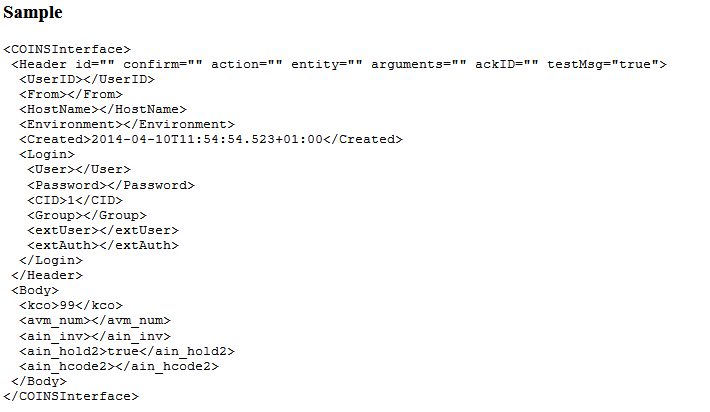 Sample
<COINSInterface>
<Header id="" confirm="" action="" entity="" arguments="" ackID="" testMsg="true">
<UserID></UserID>
<From></From>
<HostName></HostName>
<Environment></Environment>
<Created>2014-04-10T11:54:54.523+01:00</Created>
<Login>
<User></User>
<Password></Password>
<CID>1</CID>
<Group></Group>
<extUser></extUser>
<extAuth></extAuth>
</Login>
</Header>
<Body>
<kco>99</kco>
<avm_num></avm_num>
<ain_inv></ain_inv>
<ain_hold2>true</ain_hold2>
<ain_hcode2></ain_hcode2>
</Body>
</COINSInterface>